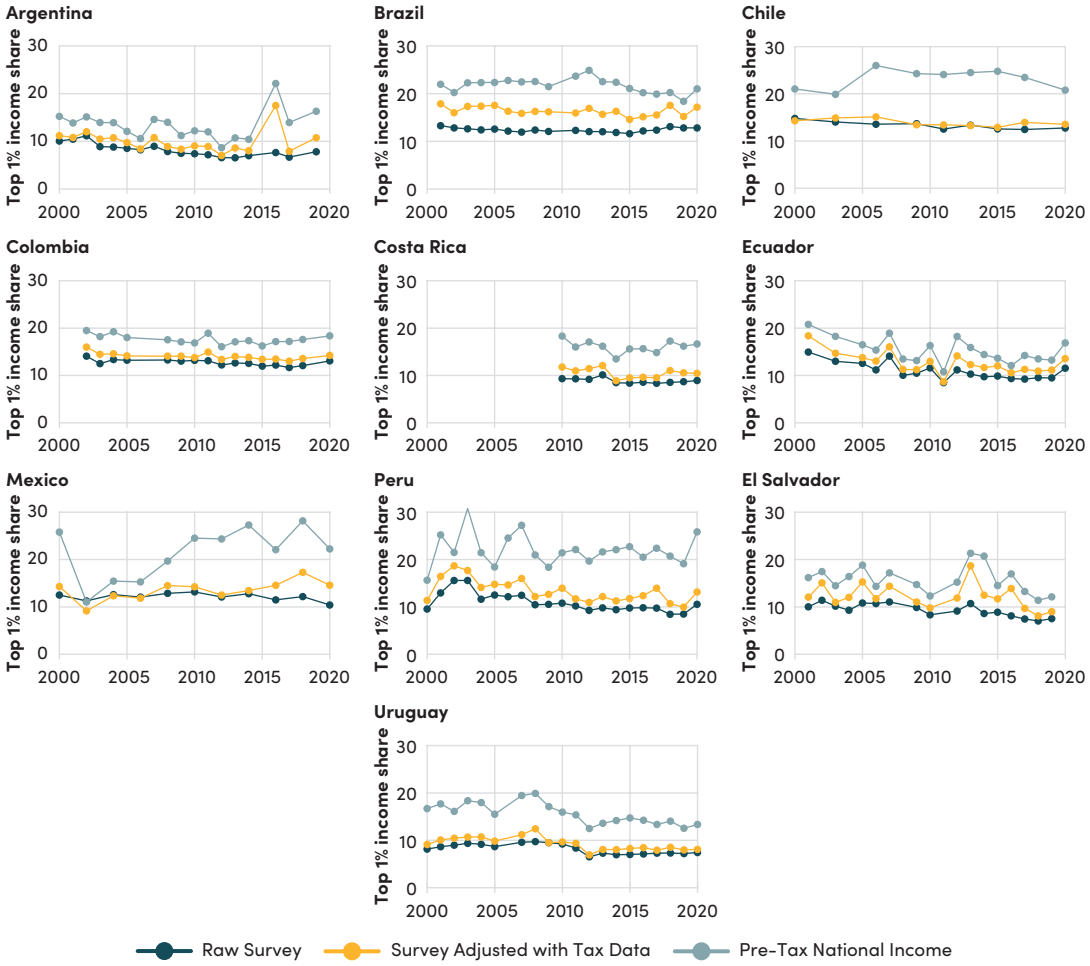 Argentina
Top 1% income share
30
20
10
0
2000 2005 2010 2015 2020
Brazil
Top 1% income share
30
20
10
0
2000 2005 2010 2015 2020
Chile
Top 1% income share
30
20
10
0
2000 2005 2010 2015 2020
Colombia
Top 1% income share
30
20
10
0
2000 2005 2010 2015 2020
Costa Rica
Top 1% income share
30
20
10
0
2000 2005 2010 2015 2020
Ecuador
Top 1% income share
30
20
10
0
2000 2005 2010 2015 2020
Mexico
Top 1% income share
30
20
10
0
2000 2005 2010 2015 2020
Peru
Top 1% income share
30
20
10
0
2000 2005 2010 2015 2020
El Salvador
Top 1% income share
30
20
10
0
2000 2005 2010 2015 2020
Uruguay
Top 1% income share
30
20
10
0
2000 2005 2010 2015 2020
Raw Survey Survey Adjusted with Tax Data Pre-Tax National Income